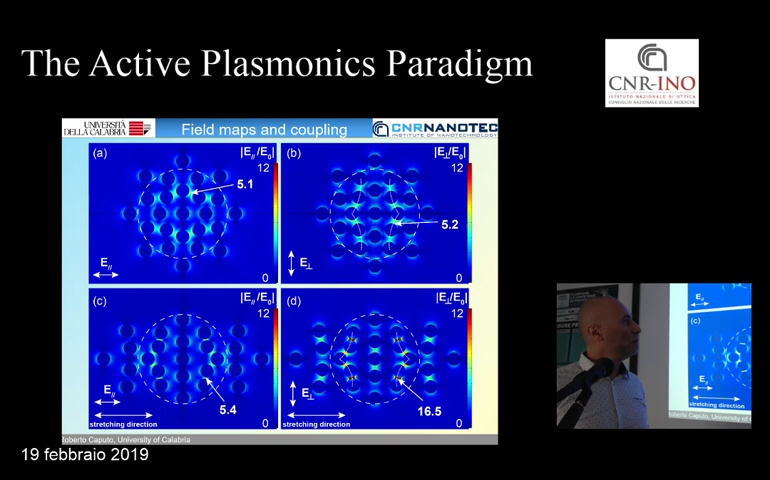 The Active Plasmonics Paradigm
CNR-INO
ISTITUTO NAZIONALE DI OTTICA
CONSIGLIO NAZIONALE DELLE RICERCHE
UNIVERSITÀ
DELLA CALABRIA
Field maps and coupling
CNRNANOTEC
INSTITUTE OF NANOTECHNOLOGY
(a)
|E∥/E₀|
12
5.1
E∥
0
(b)
|E⊥/E₀|
12
5.2
E⊥
0
(c)
|E∥/E₀|
12
5.4
E∥
stretching direction
0
(d)
|E⊥/E₀|
12
16.5
E⊥
stretching direction
0
Roberto Caputo, University of Calabria
(c)
E∥
stretching direction
Roberto Caputo, University of
19 febbraio 2019